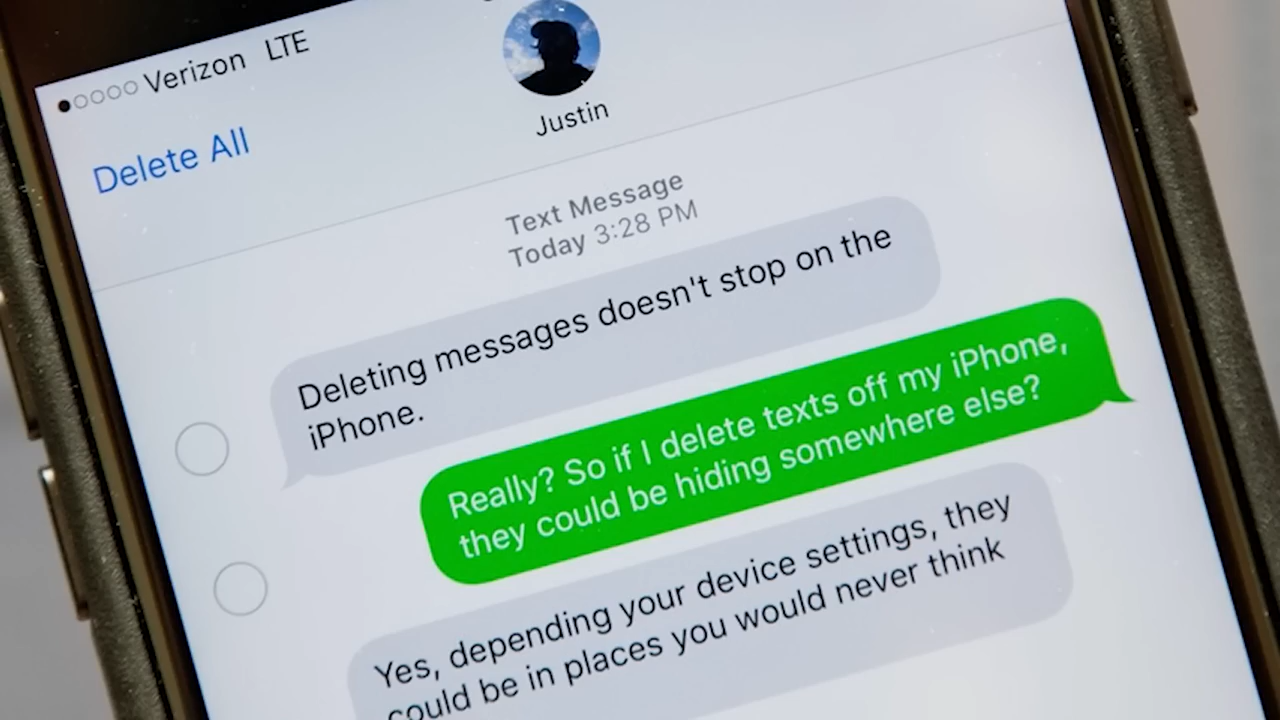 Verizon LTE
Delete All
Justin
Text Message
Today 3:28 PM
Deleting messages doesn't stop on the
iPhone.
Really? So if I delete texts off my iPhone,
they could be hiding somewhere else?
Yes, depending your device settings, they
could be in places you would never think